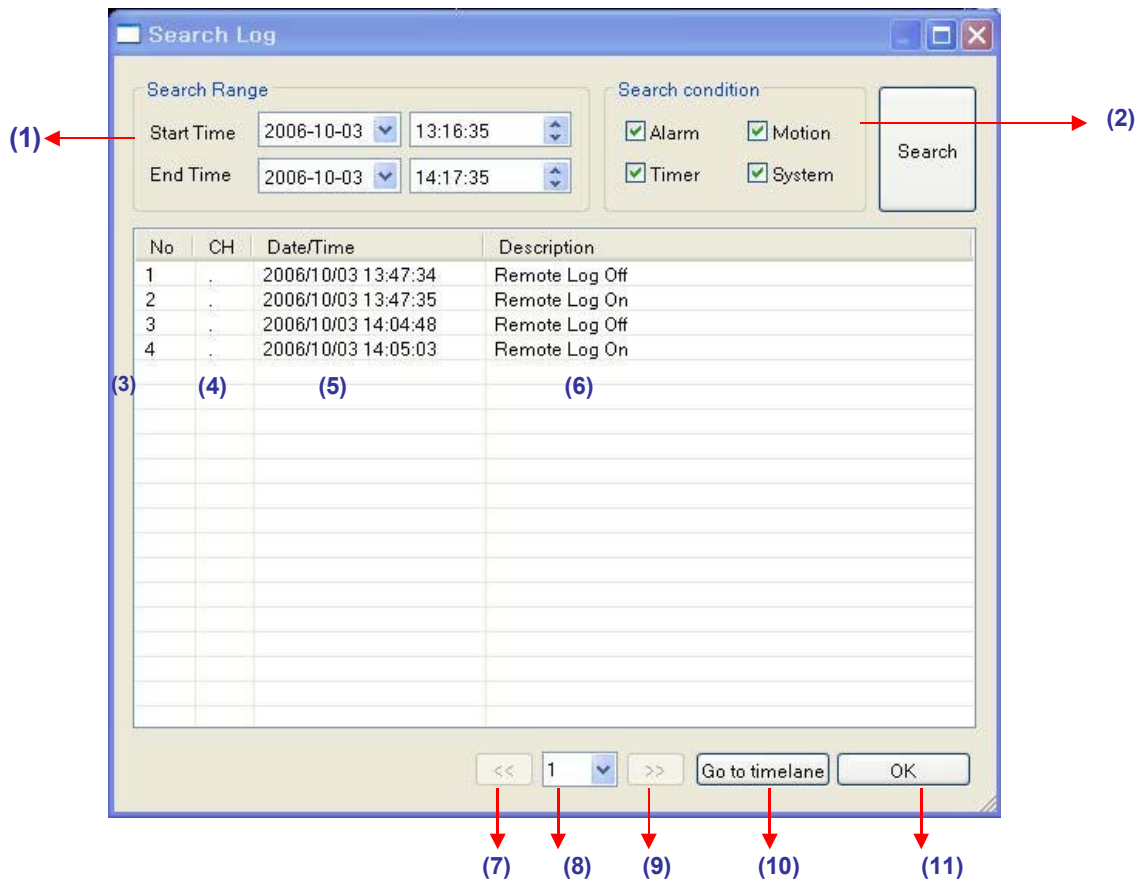 Search Log
Search Range
Search condition
(1)
Start Time 2006-10-03 13:16:35
Alarm Motion
(2)
Search
End Time 2006-10-03 14:17:35
Timer System
No CH Date/Time Description
1 . 2006/10/03 13:47:34 Remote Log Off
2 . 2006/10/03 13:47:35 Remote Log On
3 . 2006/10/03 14:04:48 Remote Log Off
4 . 2006/10/03 14:05:03 Remote Log On
(3) (4) (5) (6)
<< 1 >> Go to timelane OK
(7) (8) (9) (10) (11)